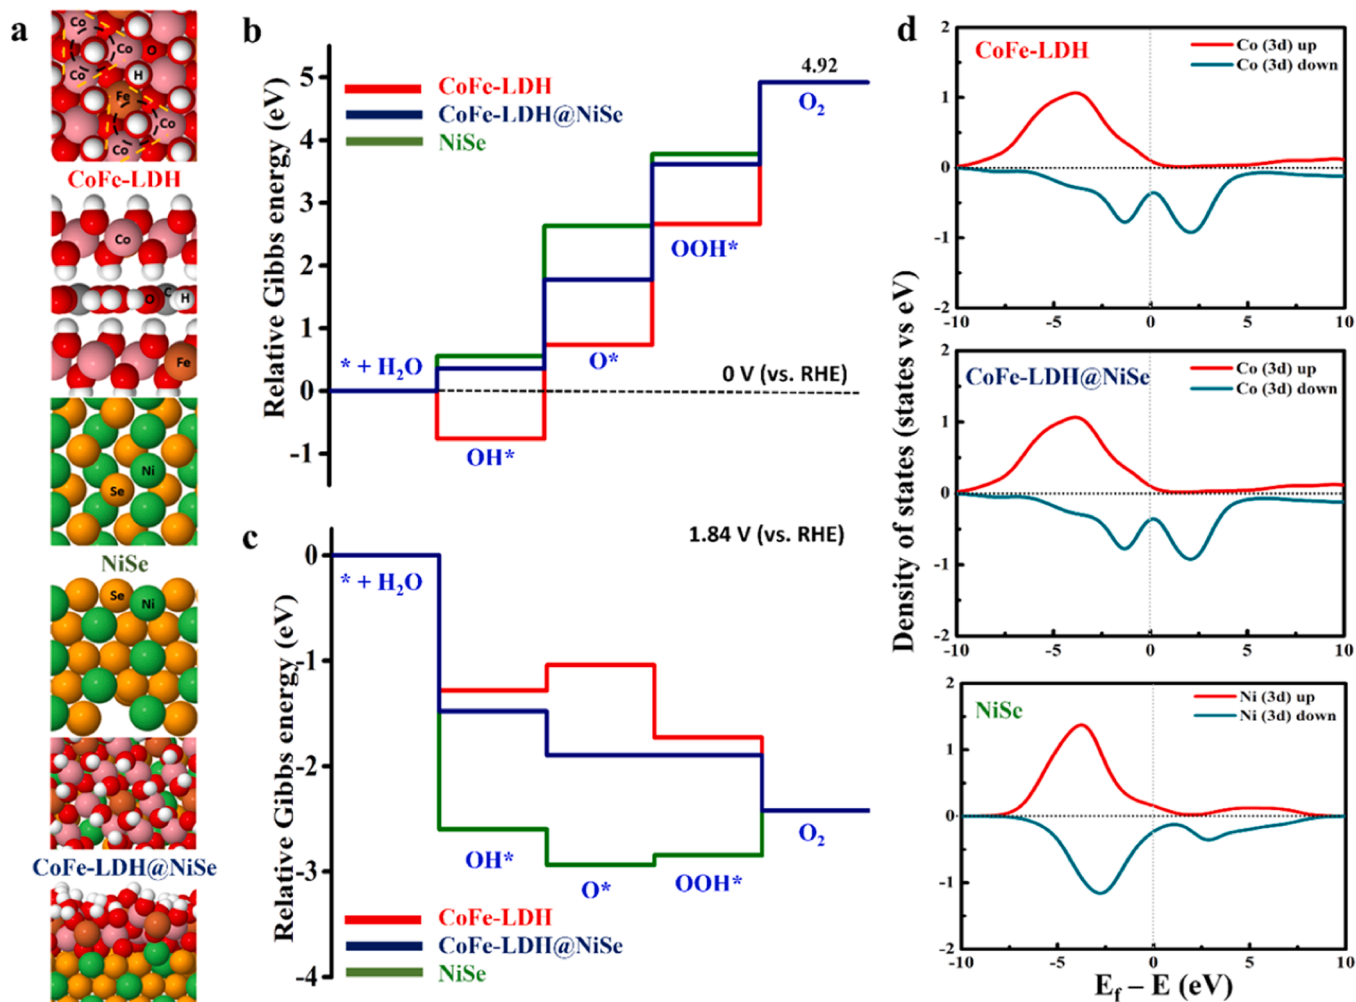 a
Co
Co
O
Co
H
Fe
Co
Co
CoFe-LDH
Co
O
C
H
Fe
Ni
Se
NiSe
Se
Ni
CoFe-LDH@NiSe
b
Relative Gibbs energy (eV)
5
4
3
2
1
0
-1
CoFe-LDH
CoFe-LDH@NiSe
NiSe
4.92
O₂
OOH*
* + H₂O
O*
0 V (vs. RHE)
OH*
c
Relative Gibbs energy (eV)
0
-1
-2
-3
-4
1.84 V (vs. RHE)
* + H₂O
O₂
OH*
O*
OOH*
CoFe-LDH
CoFe-LDH@NiSe
NiSe
d
Density of states (states vs eV)
CoFe-LDH
Co (3d) up
Co (3d) down
2
1
0
-1
-2
-10
-5
0
5
10
CoFe-LDH@NiSe
Co (3d) up
Co (3d) down
2
1
0
-1
-2
-10
-5
0
5
10
NiSe
Ni (3d) up
Ni (3d) down
2
1
0
-1
-2
-10
-5
0
5
10
E_f – E (eV)